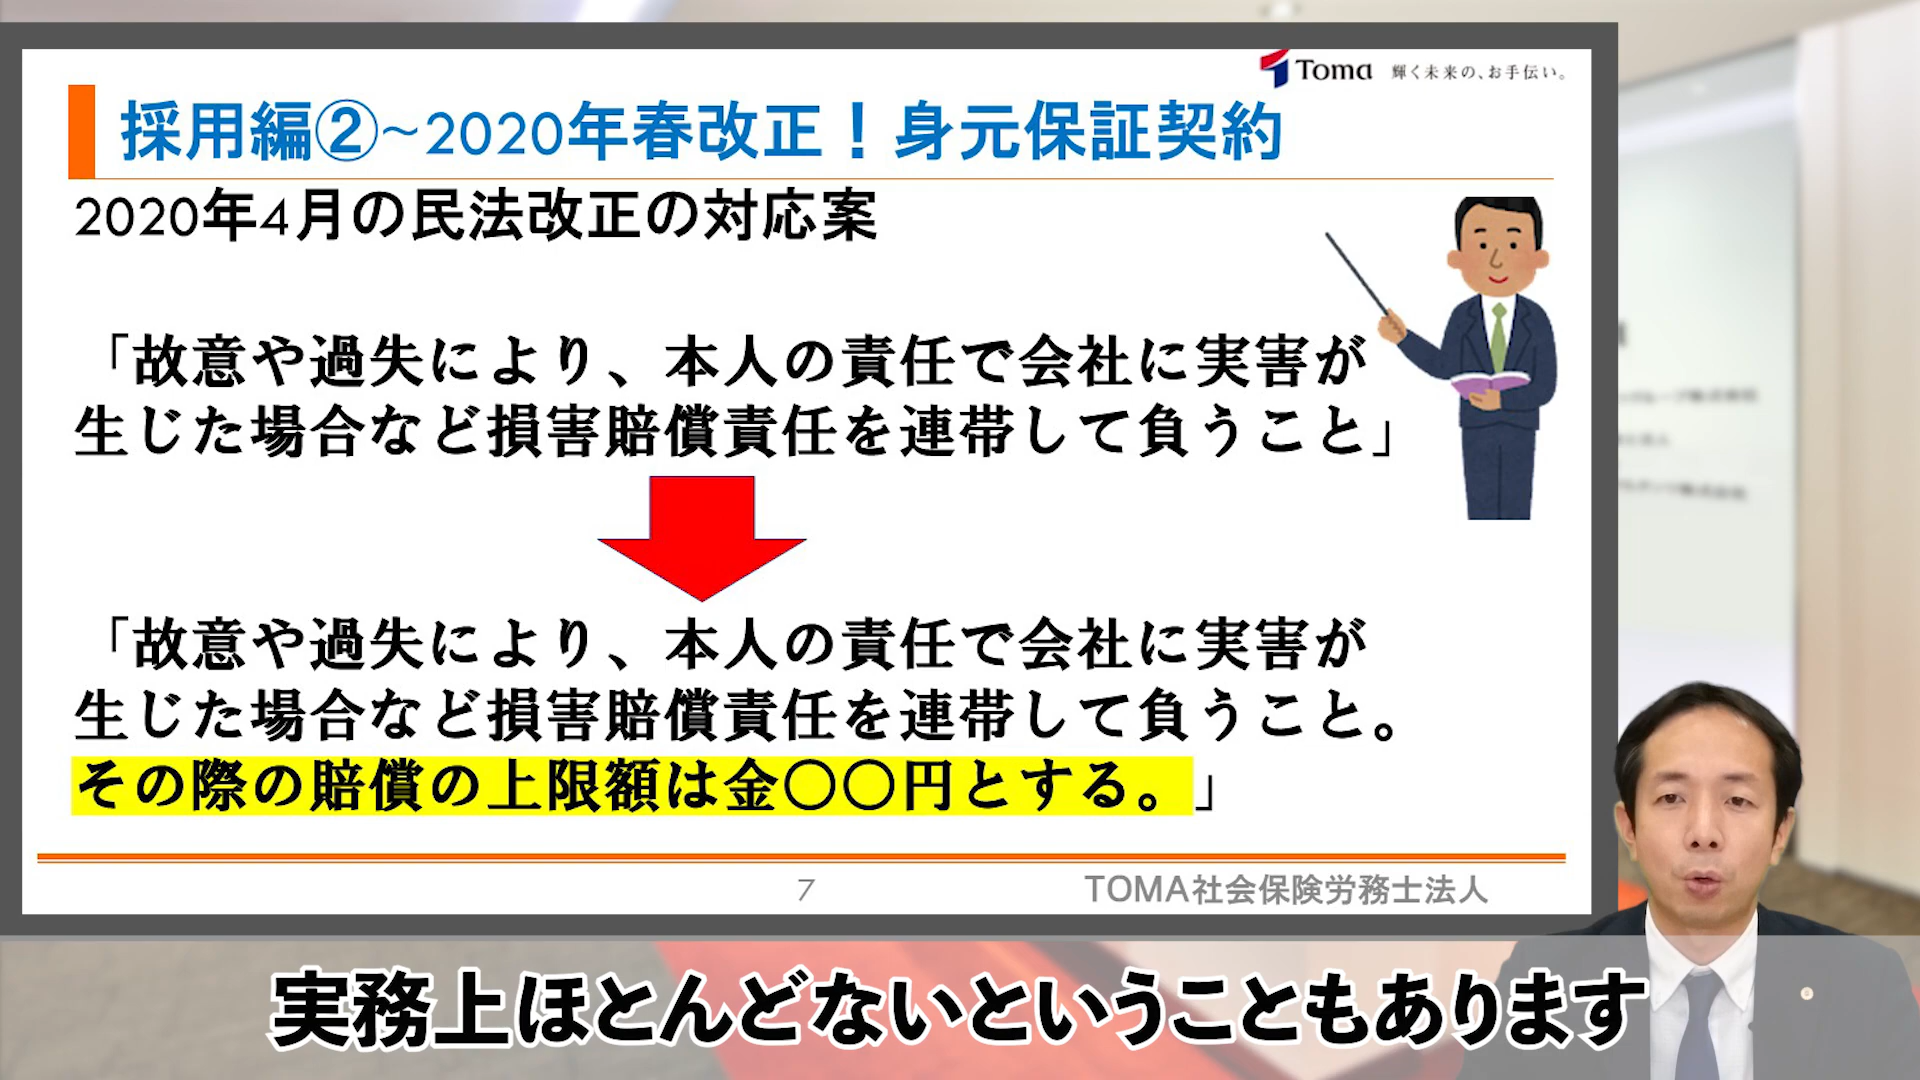 Toma 輝く未来の、お手伝い。
採用編②~2020年春改正！身元保証契約
2020年4月の民法改正の対応案
「故意や過失により、本人の責任で会社に実害が
生じた場合など損害賠償責任を連帯して負うこと」
「故意や過失により、本人の責任で会社に実害が
生じた場合など損害賠償責任を連帯して負うこと。
その際の賠償の上限額は金〇〇円とする。」
7
TOMA社会保険労務士法人
実務上ほとんどないということもあります